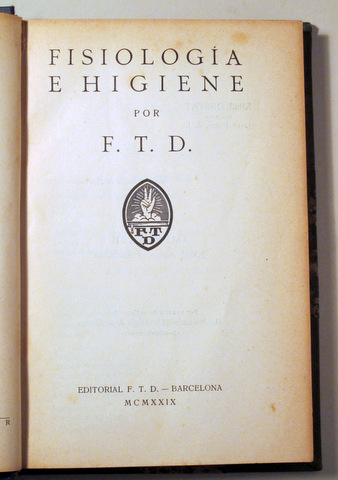 FISIOLOGÍA
E HIGIENE
POR
F. T. D.
F T D
EDITORIAL F. T. D. — BARCELONA
MCMXXIX
R